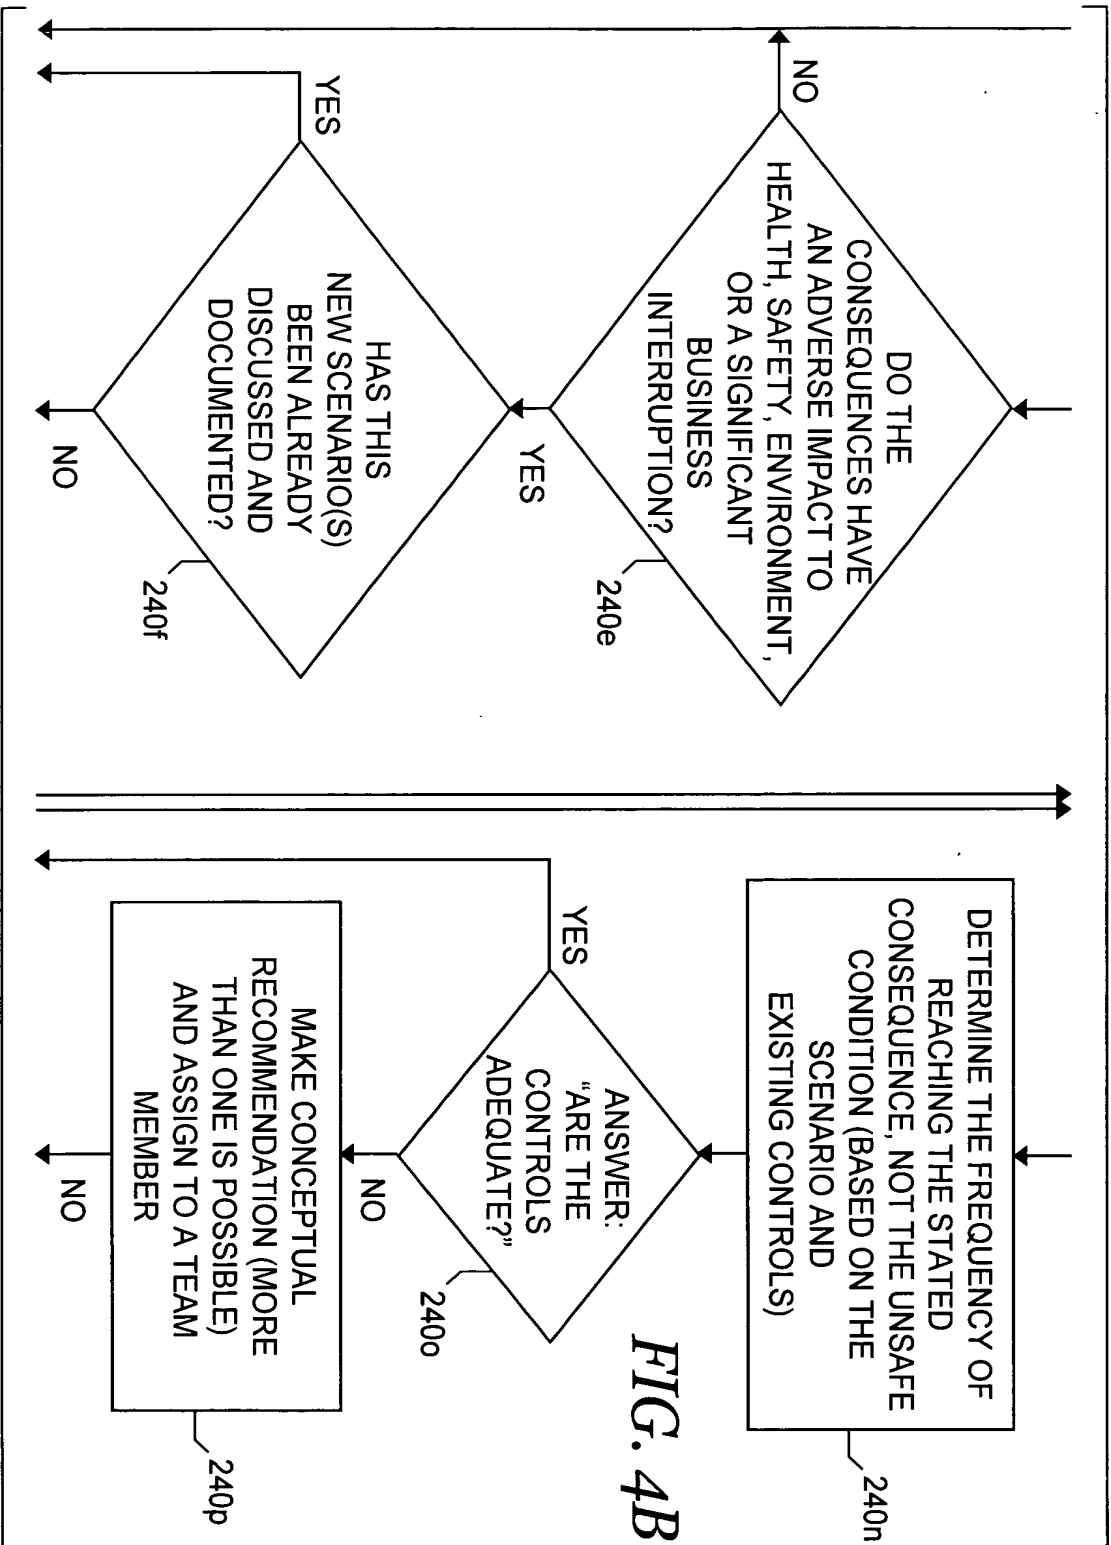 DO THE
CONSEQUENCES HAVE
AN ADVERSE IMPACT TO
HEALTH, SAFETY, ENVIRONMENT,
OR A SIGNIFICANT
BUSINESS
INTERRUPTION?
NO
240e
YES
HAS THIS
NEW SCENARIO(S)
BEEN ALREADY
DISCUSSED AND
DOCUMENTED?
YES
240f
NO
DETERMINE THE FREQUENCY OF
REACHING THE STATED
CONSEQUENCE, NOT THE UNSAFE
CONDITION (BASED ON THE
SCENARIO AND
EXISTING CONTROLS)
240n
ANSWER:
“ARE THE
CONTROLS
ADEQUATE?”
YES
240o
NO
MAKE CONCEPTUAL
RECOMMENDATION (MORE
THAN ONE IS POSSIBLE)
AND ASSIGN TO A TEAM
MEMBER
240p
NO
FIG. 4B